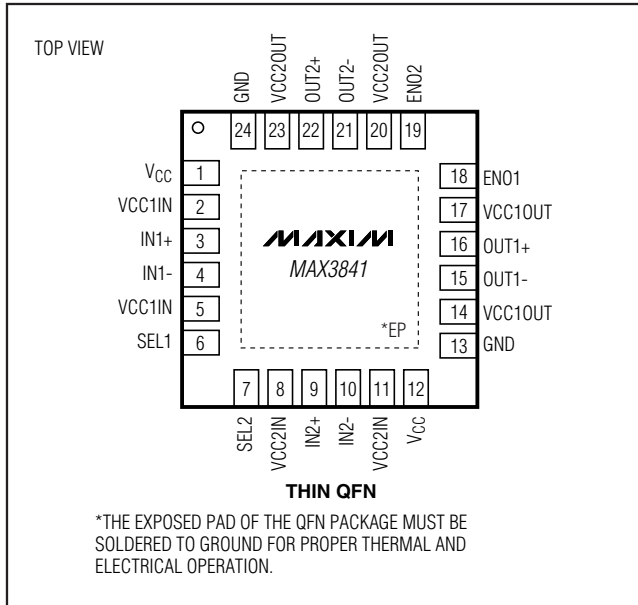 TOP VIEW
GND
VCC2OUT
OUT2+
OUT2-
VCC2OUT
ENO2
24
23
22
21
20
19
VCC
1
VCC1IN
2
IN1+
3
IN1-
4
VCC1IN
5
SEL1
6
MAXIM
MAX3841
*EP
18
ENO1
17
VCC1OUT
16
OUT1+
15
OUT1-
14
VCC1OUT
13
GND
7
8
9
10
11
12
SEL2
VCC2IN
IN2+
IN2-
VCC2IN
VCC
THIN QFN
*THE EXPOSED PAD OF THE QFN PACKAGE MUST BE
SOLDERED TO GROUND FOR PROPER THERMAL AND
ELECTRICAL OPERATION.